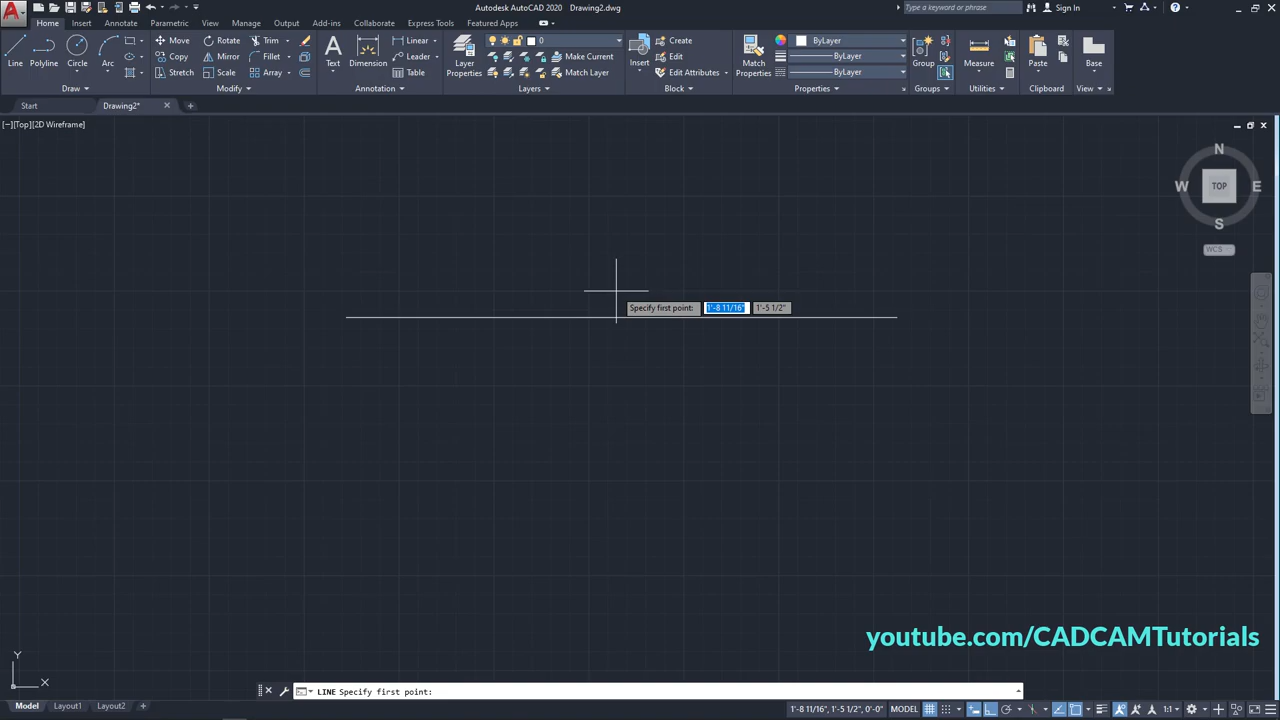 Autodesk AutoCAD 2020 Drawing2.dwg
Type a keyword or phrase
Sign In
Home Insert Annotate Parametric View Manage Output Add-ins Collaborate Express Tools Featured Apps
Line Polyline Circle Arc
Move Rotate Trim
Copy Mirror Fillet
Stretch Scale Array
Text Dimension
Linear
Leader
Table
Layer
Properties
0
Make Current
Match Layer
Insert
Create
Edit
Edit Attributes
Match
Properties
ByLayer
ByLayer
ByLayer
Group
Measure
Paste
Base
Draw Modify Annotation Layers Block Properties Groups Utilities Clipboard View
Start Drawing2*
[−][Top][2D Wireframe]
N
W TOP E
S
WCS
Specify first point: 1'-8 11/16" 1'-5 1/2"
youtube.com/CADCAMTutorials
Y
X
LINE Specify first point:
Model Layout1 Layout2
1'-8 11/16", 1'-5 1/2", 0'-0" MODEL 1:1